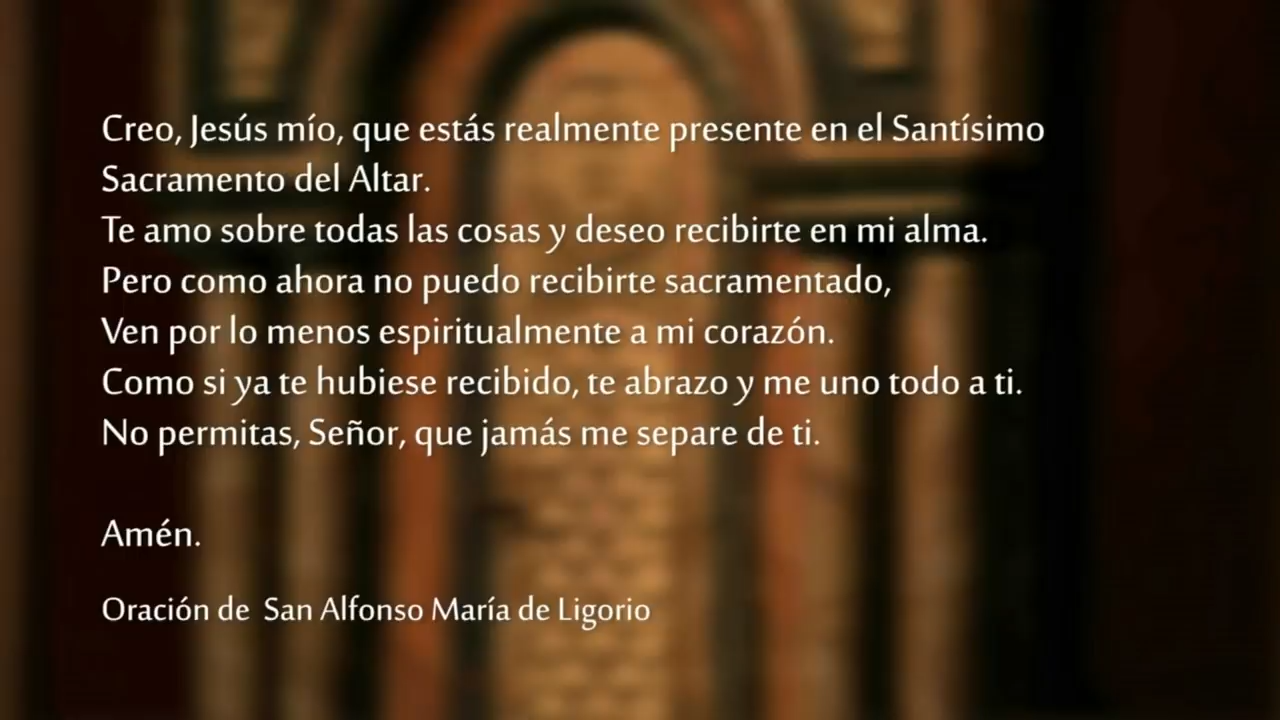 Creo, Jesús mío, que estás realmente presente en el Santísimo
Sacramento del Altar.
Te amo sobre todas las cosas y deseo recibirte en mi alma.
Pero como ahora no puedo recibirte sacramentado,
Ven por lo menos espiritualmente a mi corazón.
Como si ya te hubiese recibido, te abrazo y me uno todo a ti.
No permitas, Señor, que jamás me separe de ti.
Amén.
Oración de  San Alfonso María de Ligorio